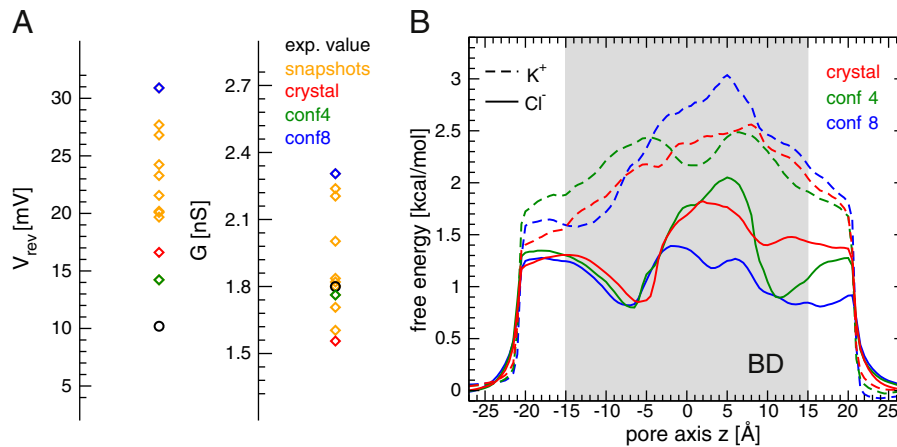 A
V_rev [mV]
30
25
20
15
10
5
G [nS]
2.7
2.4
2.1
1.8
1.5
exp. value
snapshots
crystal
conf4
conf8
B
free energy [kcal/mol]
3
2.5
2
1.5
1
0.5
0
K⁺
Cl⁻
crystal
conf 4
conf 8
BD
-25 -20 -15 -10 -5 0 5 10 15 20 25
pore axis z [Å]